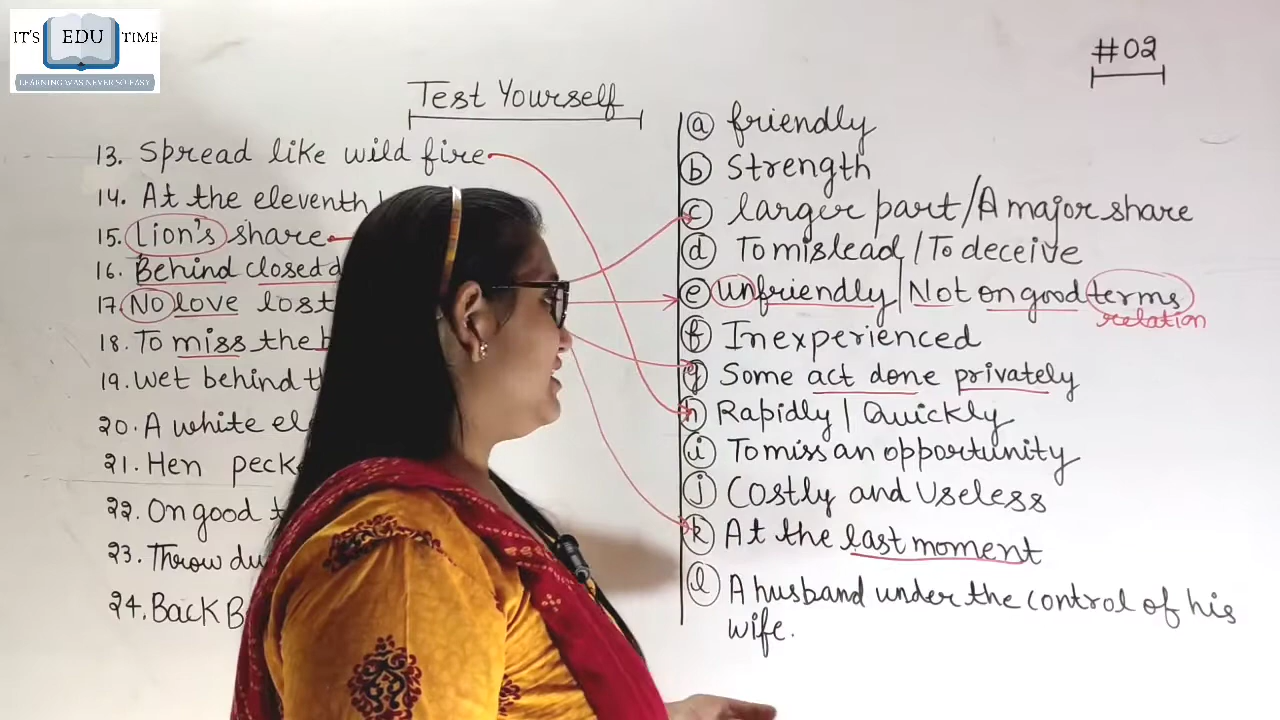 IT'S EDU TIME
LEARNING WAS NEVER SO EASY
#02
Test Yourself
13. Spread like wild fire
14. At the eleventh
15. Lion's share
16. Behind closed
17. No love lost
18. To miss the
19. Wet behind
20. A white
21. Hen
22. On good
23. Throw
24. Back
a friendly
b Strength
c larger part/A major share
d To mislead/To deceive
e unfriendly/Not on good terms
relation
f Inexperienced
g Some act done privately
h Rapidly/Quickly
i To miss an opportunity
j Costly and Useless
k At the last moment
l A husband under the control of his
wife.